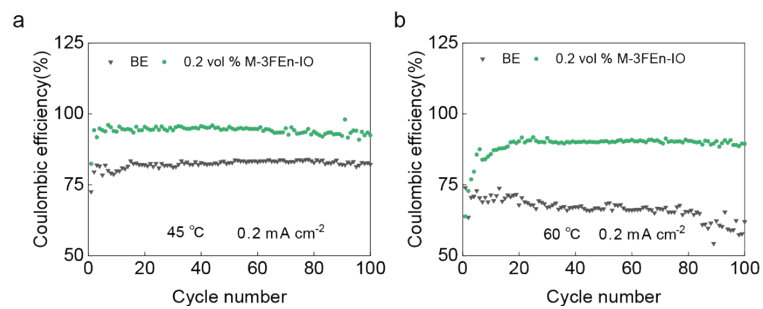 a
125
BE 0.2 vol % M-3FEn-IO
100
75
50
Coulombic efficiency(%)
45 ℃ 0.2 mA cm⁻²
0 20 40 60 80 100
Cycle number
b
125
BE 0.2 vol % M-3FEn-IO
100
75
50
Coulombic efficiency(%)
60 ℃ 0.2 mA cm⁻²
0 20 40 60 80 100
Cycle number